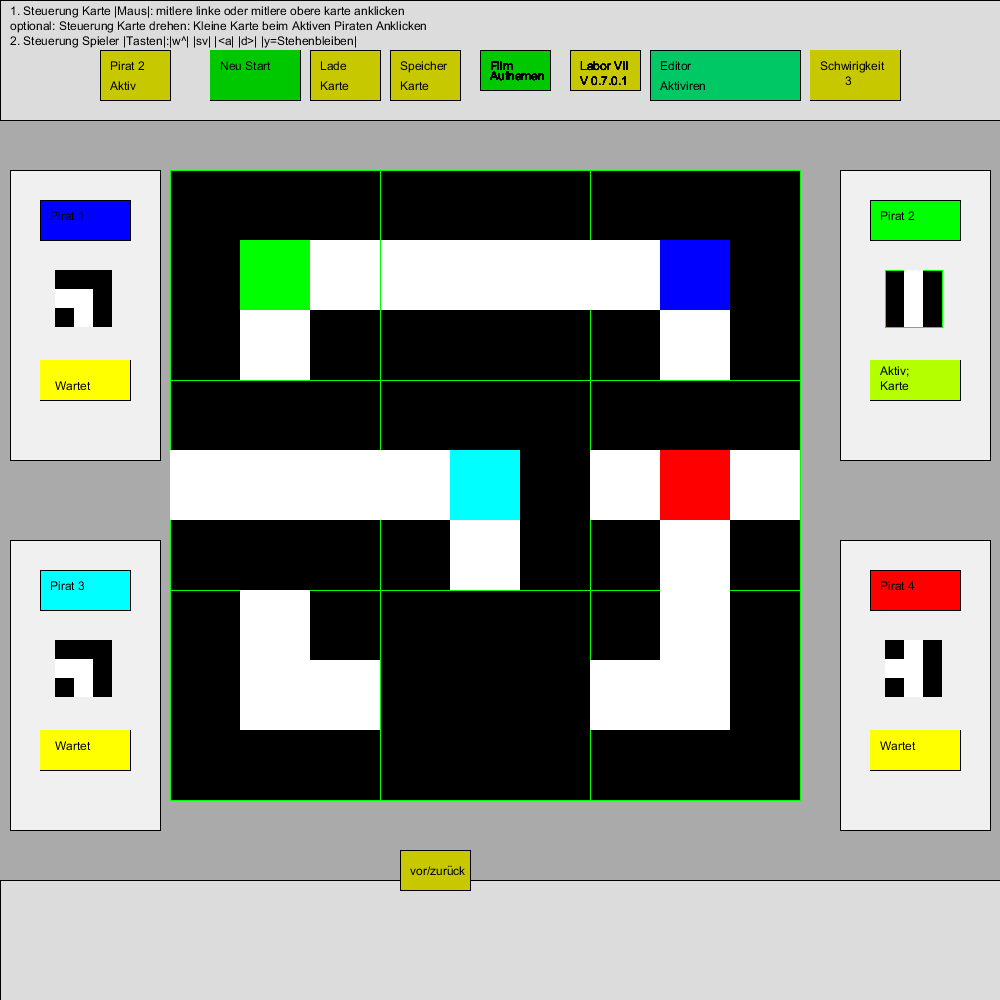 1. Steuerung Karte |Maus|: mitlere linke oder mitlere obere karte anklicken
optional: Steuerung Karte drehen: Kleine Karte beim Aktiven Piraten Anklicken
2. Steuerung Spieler |Tasten|:|w^| |sv| |<a| |d>| |y=Stehenbleiben|
Pirat 2
Aktiv
Neu Start
Lade
Karte
Speicher
Karte
Film
Aufnemen
Labor VII
V 0.7.0.1
Editor
Aktiviren
Schwirigkeit
3
Pirat 1
Wartet
Pirat 2
Aktiv;
Karte
Pirat 3
Wartet
Pirat 4
Wartet
vor/zurück